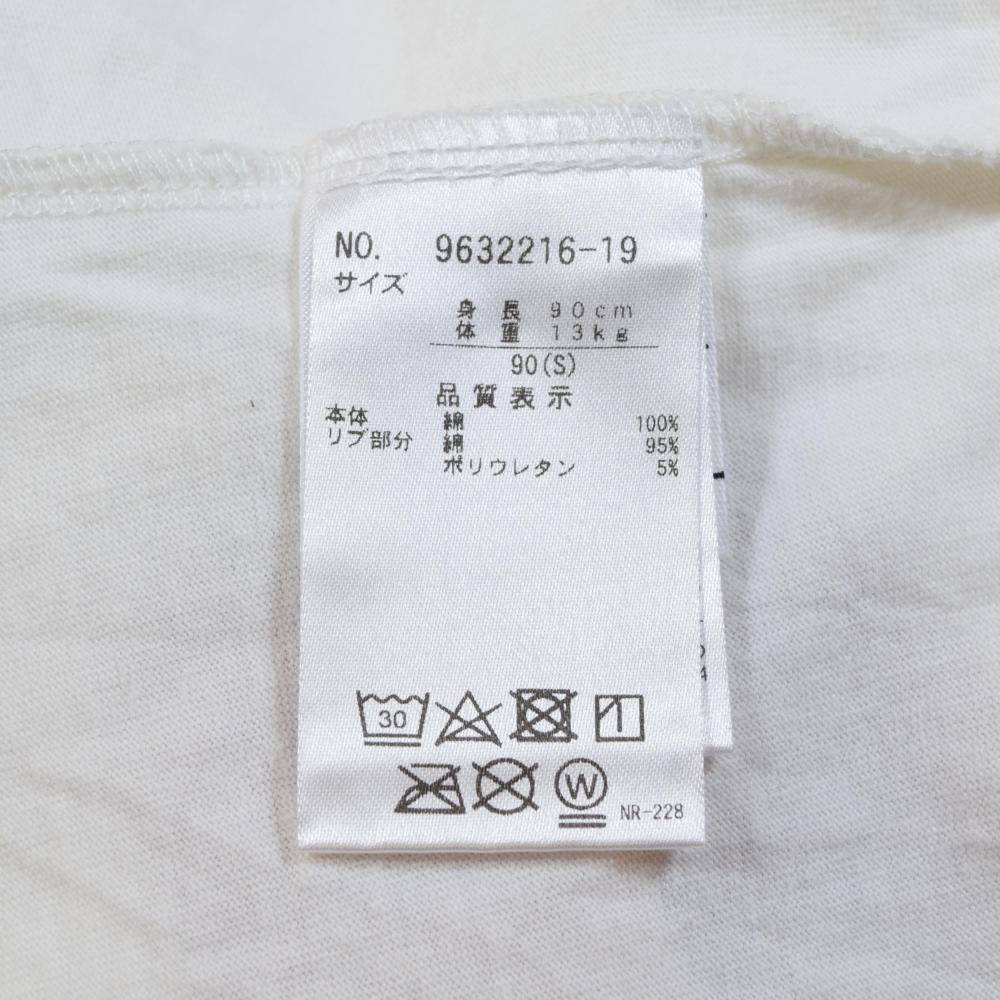 NO. 9632216-19
サイズ
身長 90cm
体重 13kg
90(S)
品質表示
本体 綿 100%
リブ部分 綿 95%
ポリウレタン 5%
30
W
NR-228